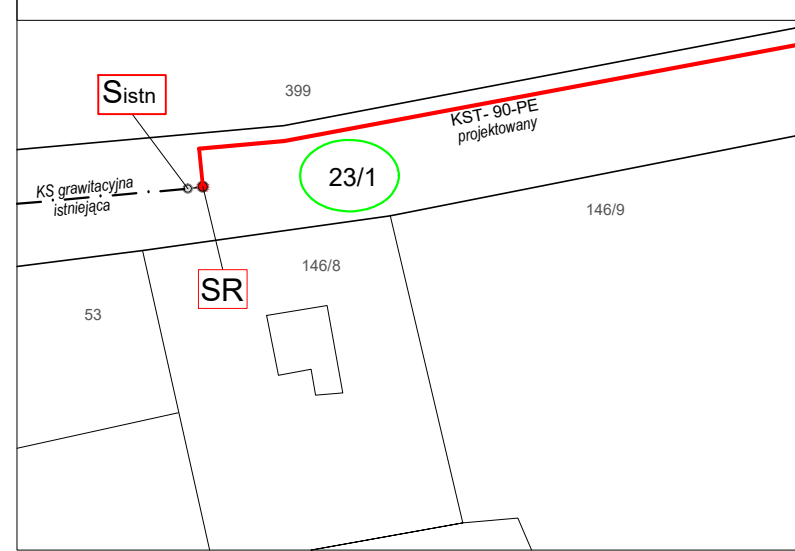 Sistn
399
KST- 90-PE
projektowany
KS grawitacyjna
istniejąca
23/1
146/9
146/8
SR
53